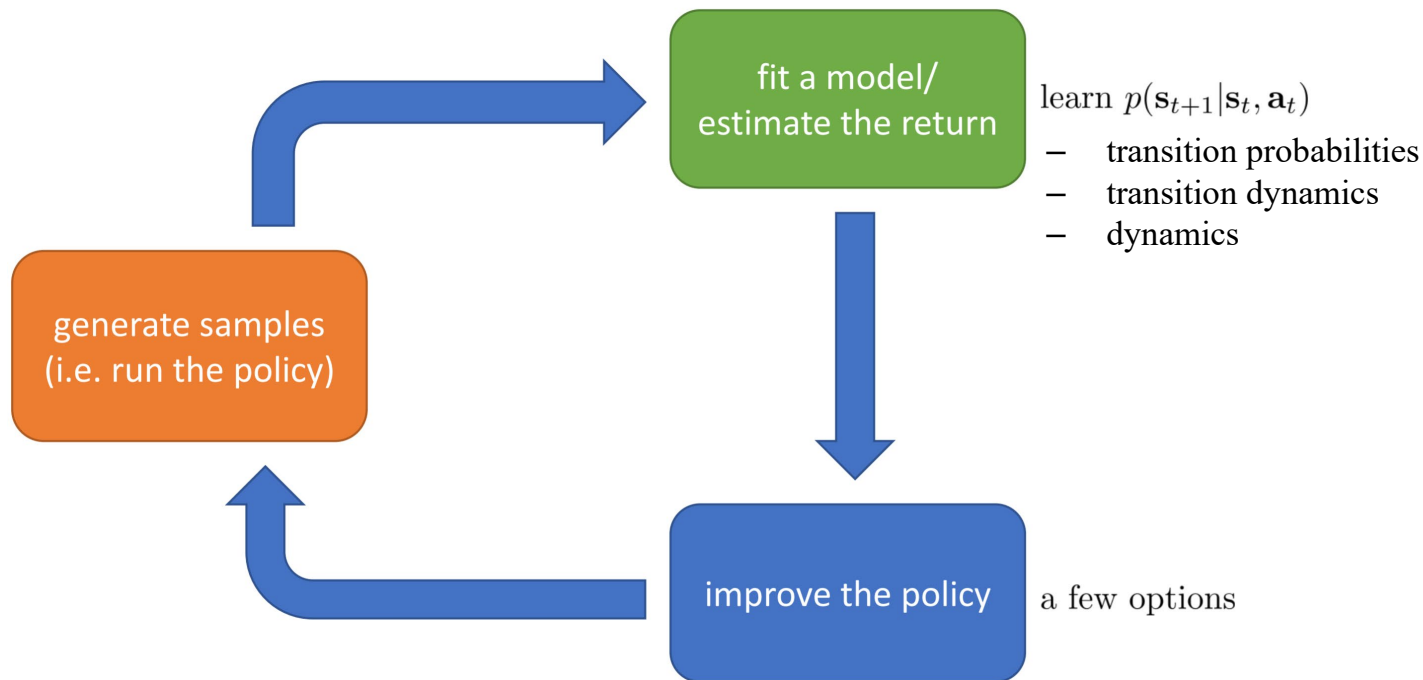 fit a model/
estimate the return
learn p(s_{t+1}|s_t, a_t)
– transition probabilities
– transition dynamics
– dynamics
generate samples
(i.e. run the policy)
improve the policy
a few options